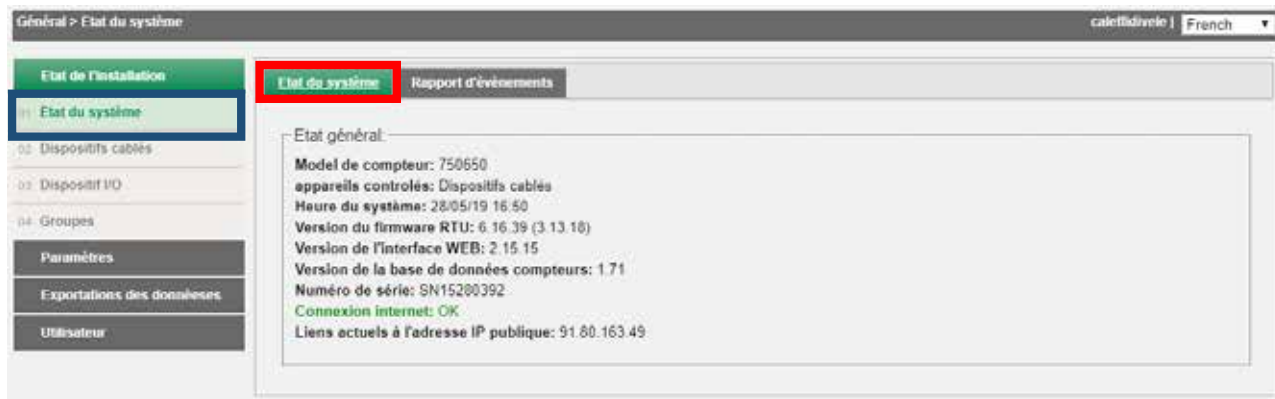 Général > Etat du système
caleffidivele | French
Etat de l'installation
01 Etat du système
02 Dispositifs cablés
03 Dispositif I/O
04 Groupes
Paramètres
Exportations des donnéeses
Utilisateur
Etat du système
Rapport d'évènements
Etat général:
Model de compteur: 750650
appareils controlés: Dispositifs cablés
Heure du système: 28/05/19 16:50
Version du firmware RTU: 6.16.39 (3.13.18)
Version de l'interface WEB: 2.15.15
Version de la base de données compteurs: 1.71
Numéro de série: SN15280392
Connexion internet: OK
Liens actuels à l'adresse IP publique: 91.80.163.49